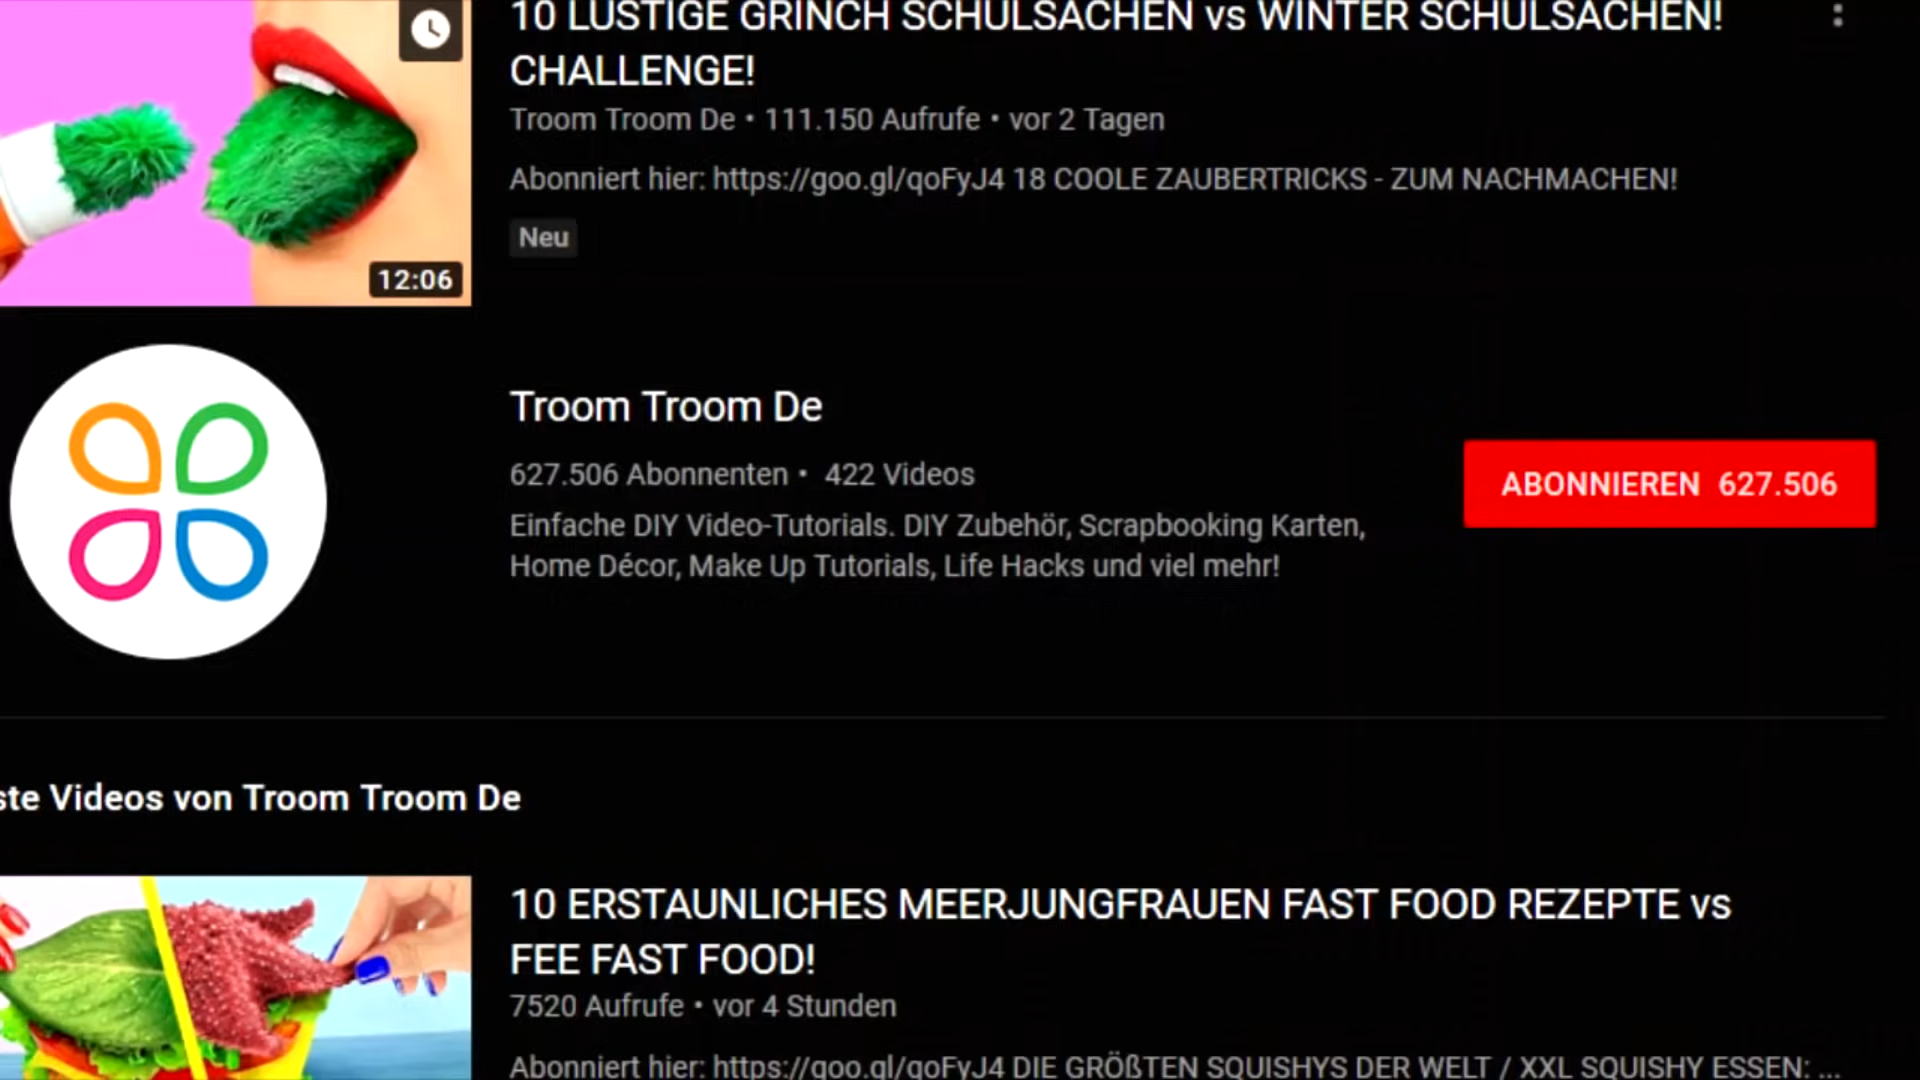 10 LUSTIGE GRINCH SCHULSACHEN vs WINTER SCHULSACHEN!
CHALLENGE!
Troom Troom De • 111.150 Aufrufe • vor 2 Tagen
Abonniert hier: https://goo.gl/qoFyJ4 18 COOLE ZAUBERTRICKS - ZUM NACHMACHEN!
Neu
12:06
Troom Troom De
627.506 Abonnenten • 422 Videos
Einfache DIY Video-Tutorials. DIY Zubehör, Scrapbooking Karten,
Home Décor, Make Up Tutorials, Life Hacks und viel mehr!
ABONNIEREN 627.506
ste Videos von Troom Troom De
10 ERSTAUNLICHES MEERJUNGFRAUEN FAST FOOD REZEPTE vs
FEE FAST FOOD!
7520 Aufrufe • vor 4 Stunden
Abonniert hier: https://goo.gl/qoFyJ4 DIE GRÖßTEN SQUISHYS DER WELT / XXL SQUISHY ESSEN: ...